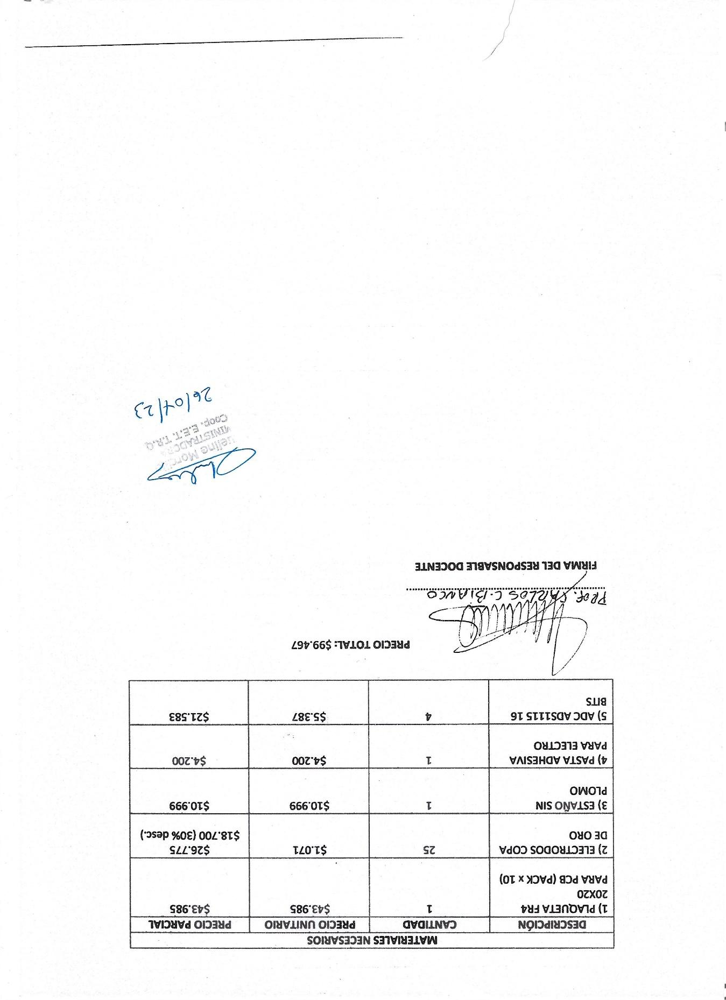 MATERIALES NECESARIOS
DESCRIPCIÓN CANTIDAD PRECIO UNITARIO PRECIO PARCIAL
1) PLAQUETA FR4 1 $43.985 $43.985
20X20
PARA PCB (PACK x 10)
2) ELECTRODOS COPA 25 $1.071 $26.775
DE ORO $18.700 (30% desc.)
3) ESTAÑO SIN 1 $10.999 $10.999
PLOMO
4) PASTA ADHESIVA 1 $4.200 $4.200
PARA ELECTRO
5) ADC ADS1115 16 4 $5.387 $21.583
BITS
PRECIO TOTAL: $99.467
PROF. CARLOS C. BIANCO
FIRMA DEL RESPONSABLE DOCENTE
ueline
MINISTRADORA
Coop. E.E.T. T.R.Q.
26/04/23